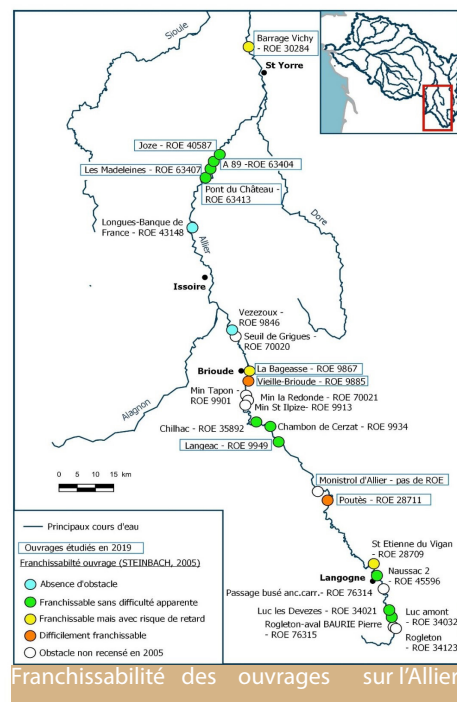 Sioule
Barrage Vichy
- ROE 30284
St Yorre
Joze - ROE 40587
A 89 -ROE 63404
Les Madeleines - ROE 63407
Pont du Château -
ROE 63413
Dore
Longues-Banque de
France - ROE 43148
Allier
Issoire
Vezezoux -
ROE 9846
Seuil de Grigues -
ROE 70020
La Bageasse - ROE 9867
Brioude
Vieille-Brioude - ROE 9885
Min Tapon -
ROE 9901
Min la Redonde - ROE 70021
Min St Ilpize- ROE 9913
Alagnon
Chilhac - ROE 35892
Chambon de Cerzat - ROE 9934
Langeac - ROE 9949
0 5 10 15 km
Monistrol d'Allier - pas de ROE
Poutès - ROE 28711
Principaux cours d'eau
Ouvrages étudiés en 2019
Franchissabilté ouvrage (STEINBACH, 2005)
Absence d'obstacle
Franchissable sans difficulté apparente
Franchissable mais avec risque de retard
Difficilement franchissable
Obstacle non recensé en 2005
St Etienne du Vigan
- ROE 28709
Langogne
Naussac 2
- ROE 45596
Passage busé anc.carr.- ROE 76314
Luc les Devezes - ROE 34021
Luc amont
- ROE 34032
Rogleton-aval BAURIE Pierre
- ROE 76315
Rogleton
- ROE 34123
Franchissabilité des ouvrages sur l'Allier